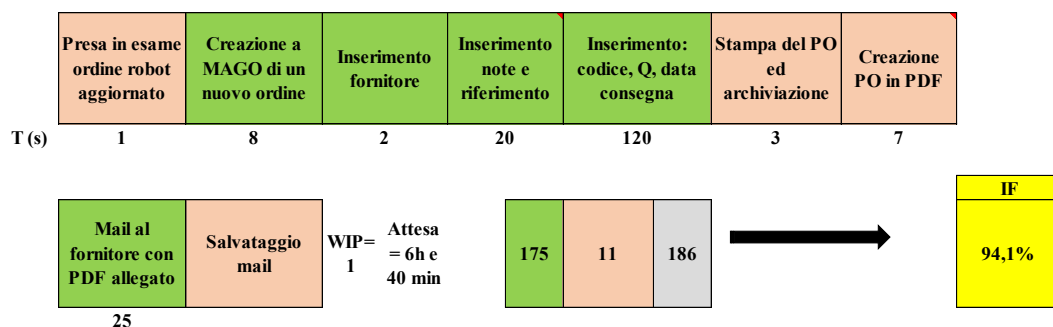 Presa in esame ordine robot aggiornato
Creazione a MAGO di un nuovo ordine
Inserimento fornitore
Inserimento note e riferimento
Inserimento: codice, Q, data consegna
Stampa del PO ed archiviazione
Creazione PO in PDF
T (s) 1 8 2 20 120 3 7
Mail al fornitore con PDF allegato
Salvataggio mail
WIP= 1
Attesa = 6h e 40 min
175 11 186
IF
94,1%
25